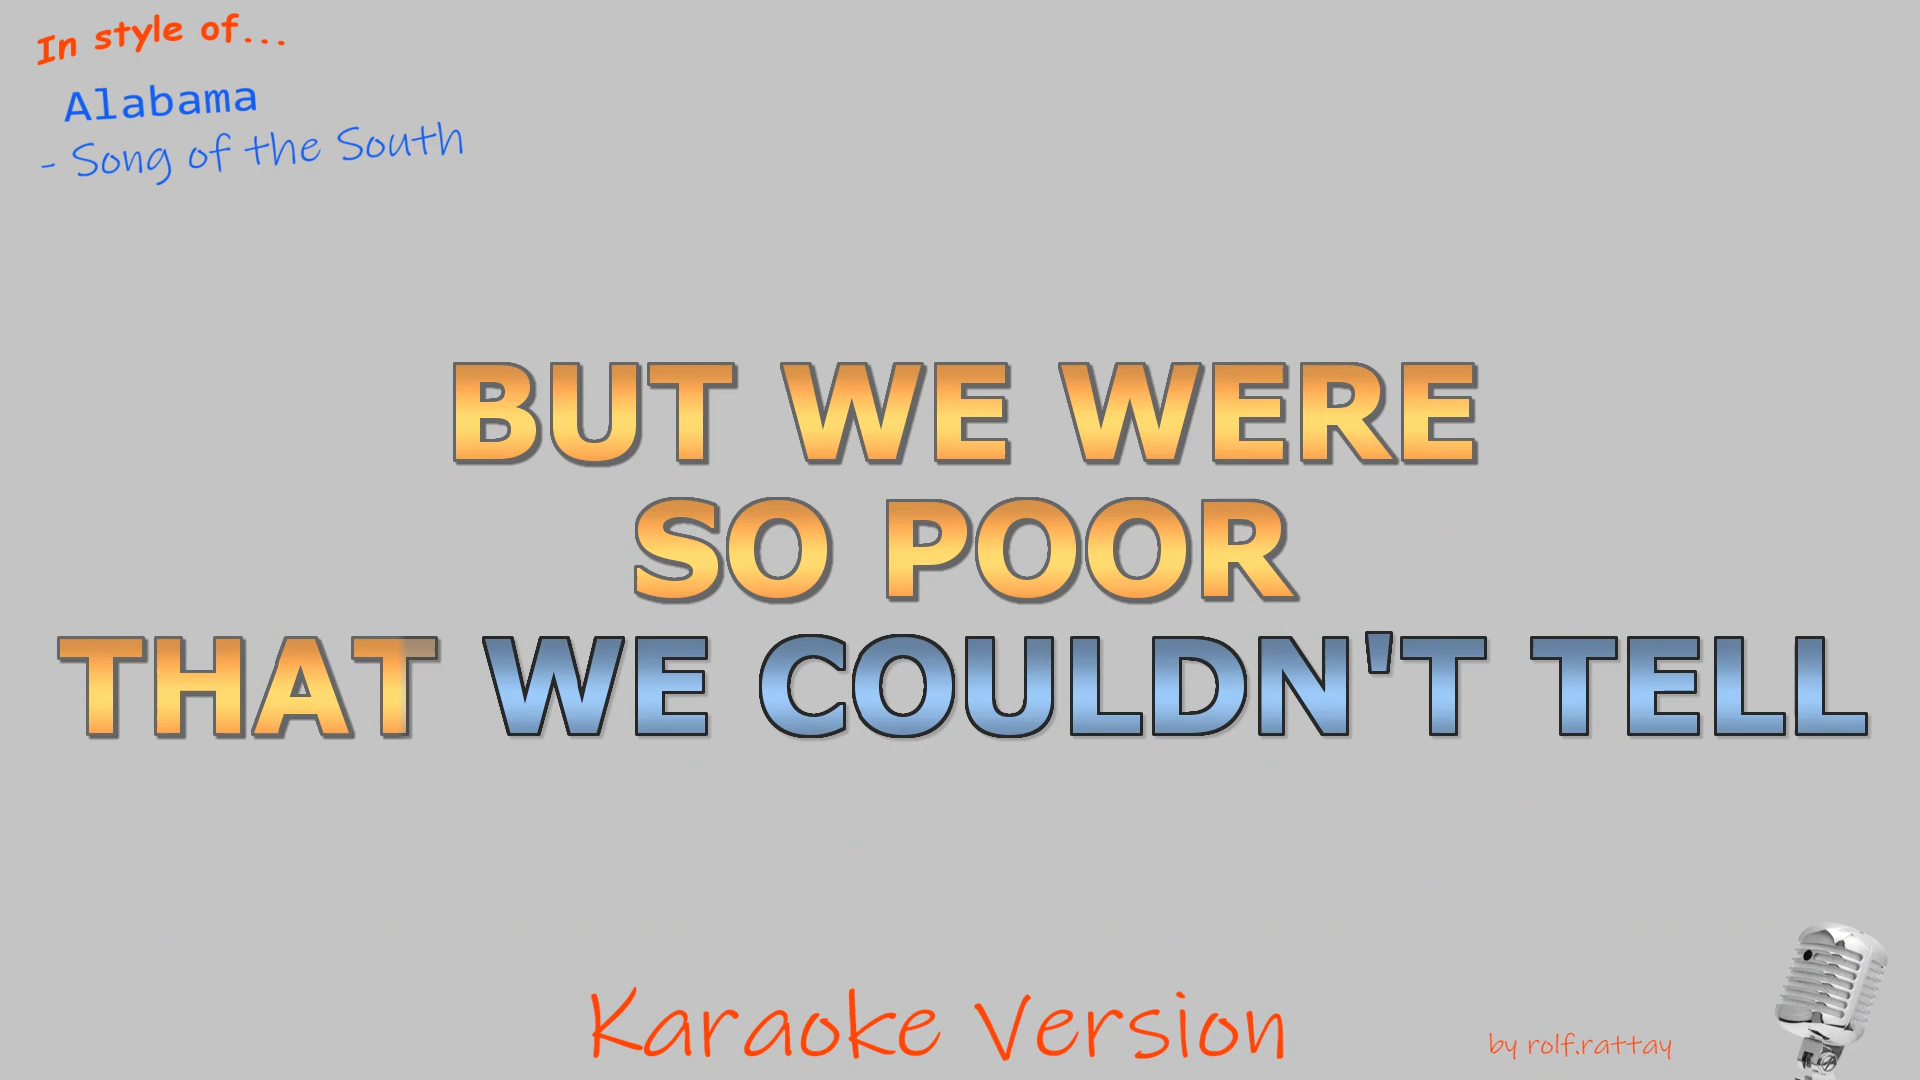 In style of...
Alabama
- Song of the South
BUT WE WERE
SO POOR
THAT WE COULDN'T TELL
Karaoke Version
by rolf.rattay